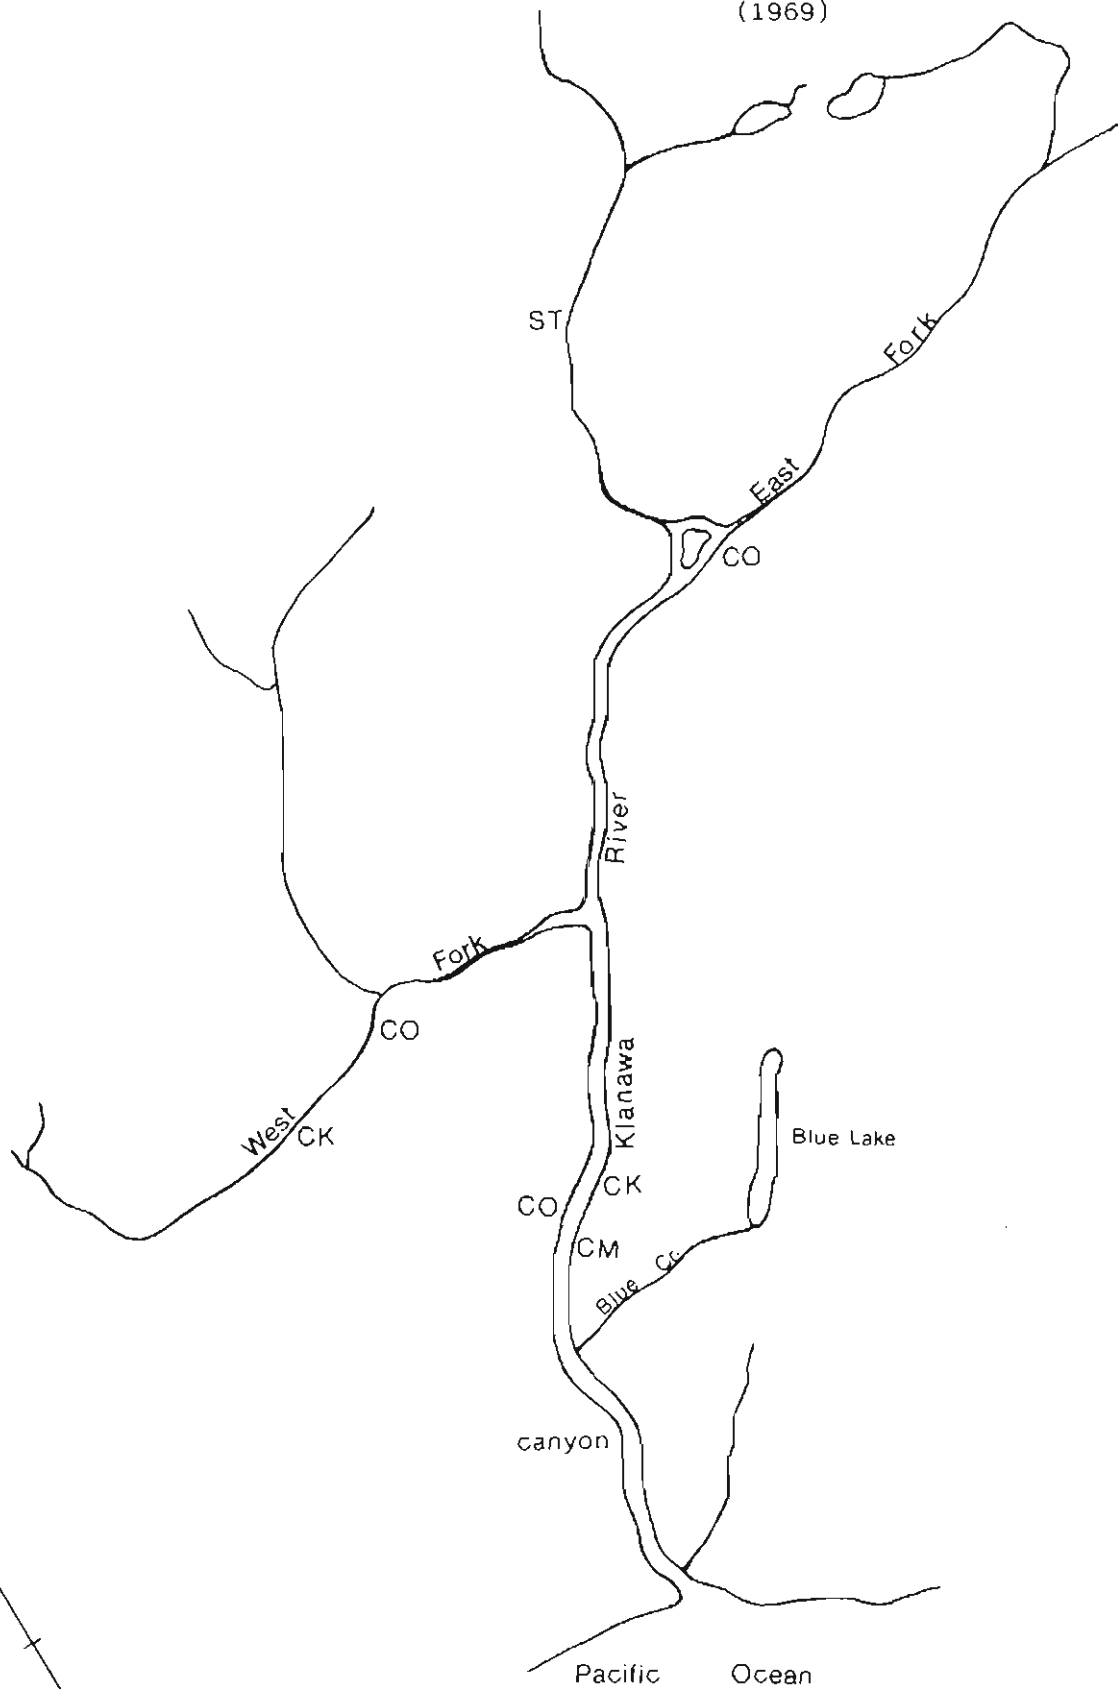 (1969)
ST
Fork
East
CO
River
Fork
CO
Klanawa
West
CK
Blue Lake
CK
CO
CM
Blue Cr.
canyon
Pacific Ocean